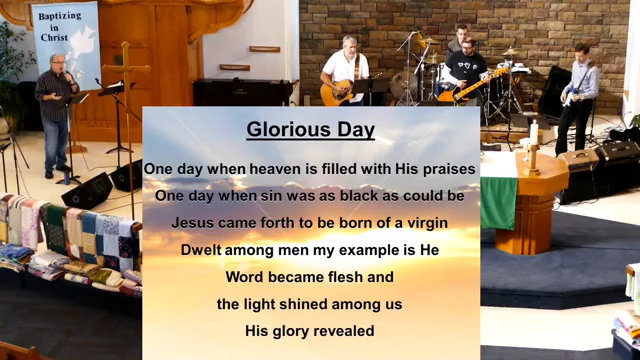 Baptizing
in
Christ
Glorious Day
One day when heaven is filled with His praises
One day when sin was as black as could be
Jesus came forth to be born of a virgin
Dwelt among men my example is He
Word became flesh and
the light shined among us
His glory revealed